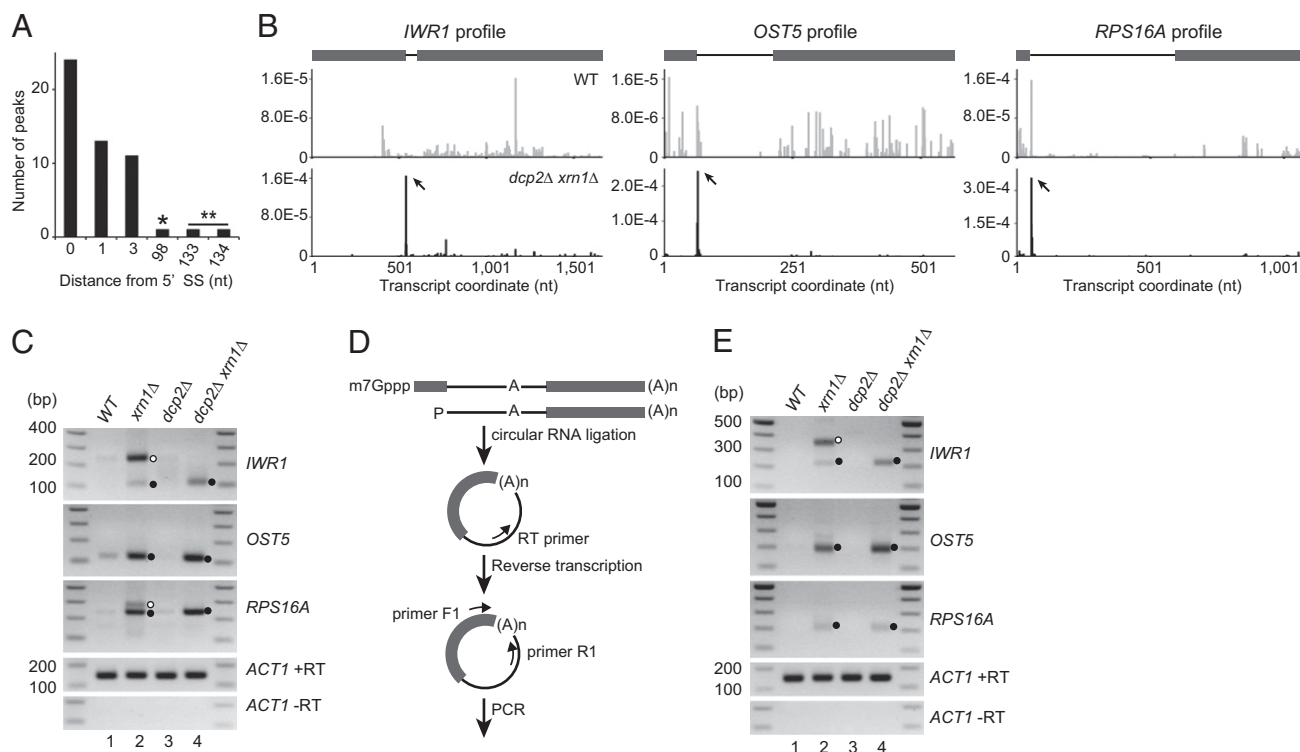 A
Number of peaks
20
10
0
0 1 3 98 133 134
* **
Distance from 5' SS (nt)
B
IWR1 profile
OST5 profile
RPS16A profile
1.6E-5
8.0E-6
0
WT
1.6E-4
8.0E-5
0
dcp2Δ xrn1Δ
1 501 1,001 1,501
Transcript coordinate (nt)
1.6E-5
8.0E-6
0
2.0E-4
1.0E-4
0
1 251 501
Transcript coordinate (nt)
1.6E-4
8.0E-5
0
3.0E-4
1.0E-4
0
1 501 1,001
Transcript coordinate (nt)
C
(bp)
WT xrn1Δ dcp2Δ dcp2Δ xrn1Δ
400
200
100
IWR1
OST5
RPS16A
200
100
ACT1 +RT
ACT1 -RT
1 2 3 4
D
m7Gppp A (A)n
P A (A)n
circular RNA ligation
(A)n
RT primer
Reverse transcription
primer F1
(A)n
primer R1
PCR
E
(bp)
WT xrn1Δ dcp2Δ dcp2Δ xrn1Δ
500
300
100
IWR1
OST5
RPS16A
200
100
ACT1 +RT
ACT1 -RT
1 2 3 4